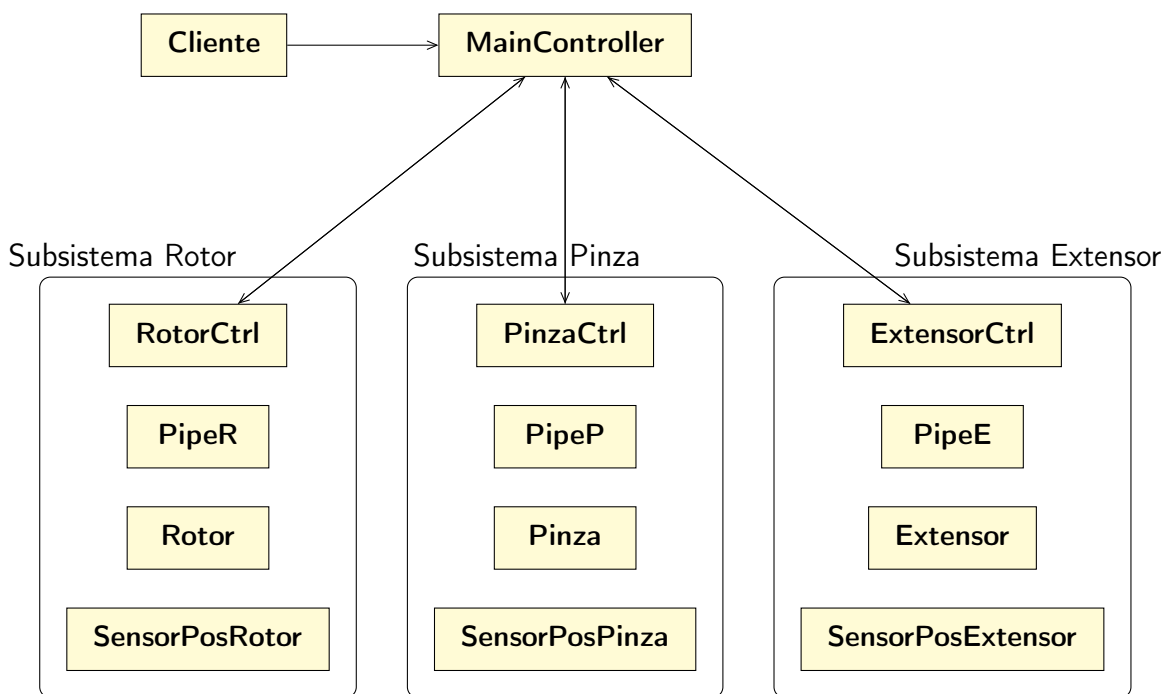 Cliente
MainController
Subsistema Rotor
Subsistema Pinza
Subsistema Extensor
RotorCtrl
PinzaCtrl
ExtensorCtrl
PipeR
PipeP
PipeE
Rotor
Pinza
Extensor
SensorPosRotor
SensorPosPinza
SensorPosExtensor